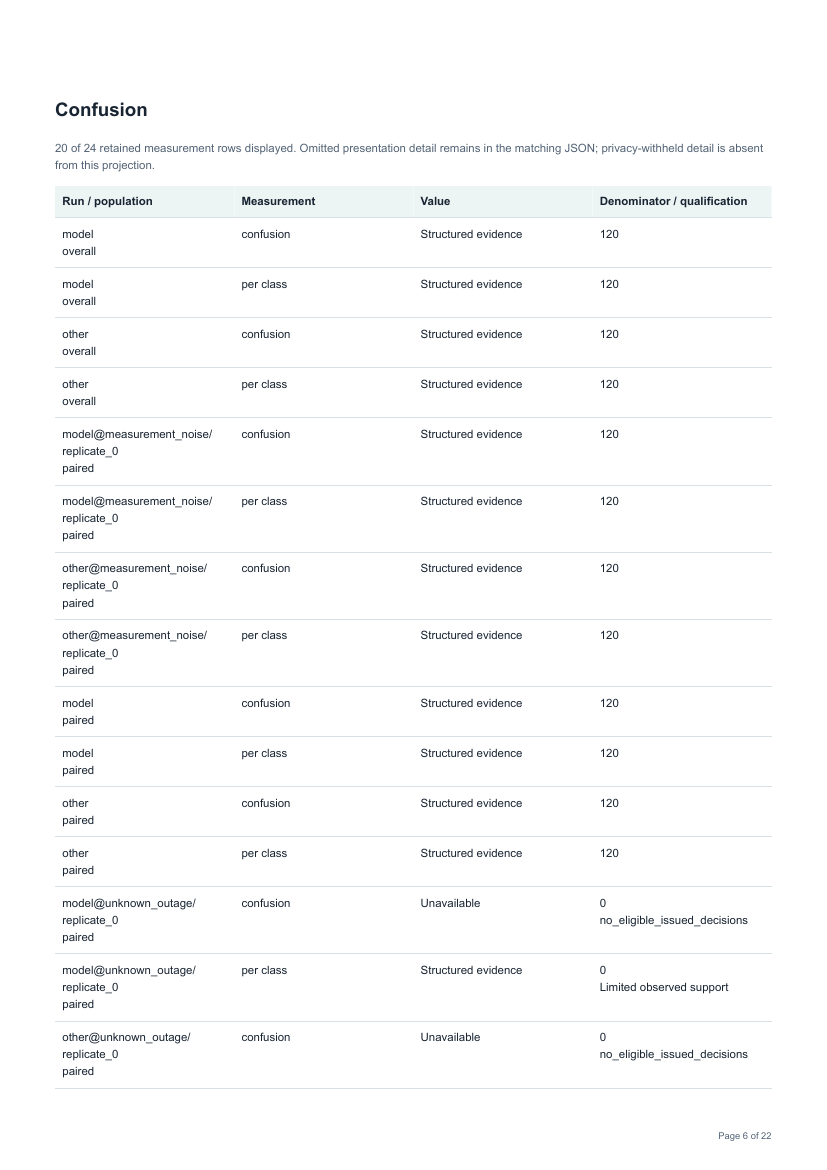 Confusion
20 of 24 retained measurement rows displayed. Omitted presentation detail remains in the matching JSON; privacy-withheld detail is absent
from this projection.
Run / population Measurement Value Denominator / qualification
model confusion Structured evidence 120
overall
model per class Structured evidence 120
overall
other confusion Structured evidence 120
overall
other per class Structured evidence 120
overall
model@measurement_noise/ confusion Structured evidence 120
replicate_0
paired
model@measurement_noise/ per class Structured evidence 120
replicate_0
paired
other@measurement_noise/ confusion Structured evidence 120
replicate_0
paired
other@measurement_noise/ per class Structured evidence 120
replicate_0
paired
model confusion Structured evidence 120
paired
model per class Structured evidence 120
paired
other confusion Structured evidence 120
paired
other per class Structured evidence 120
paired
model@unknown_outage/ confusion Unavailable 0
replicate_0 no_eligible_issued_decisions
paired
model@unknown_outage/ per class Structured evidence 0
replicate_0 Limited observed support
paired
other@unknown_outage/ confusion Unavailable 0
replicate_0 no_eligible_issued_decisions
paired
Page 6 of 22